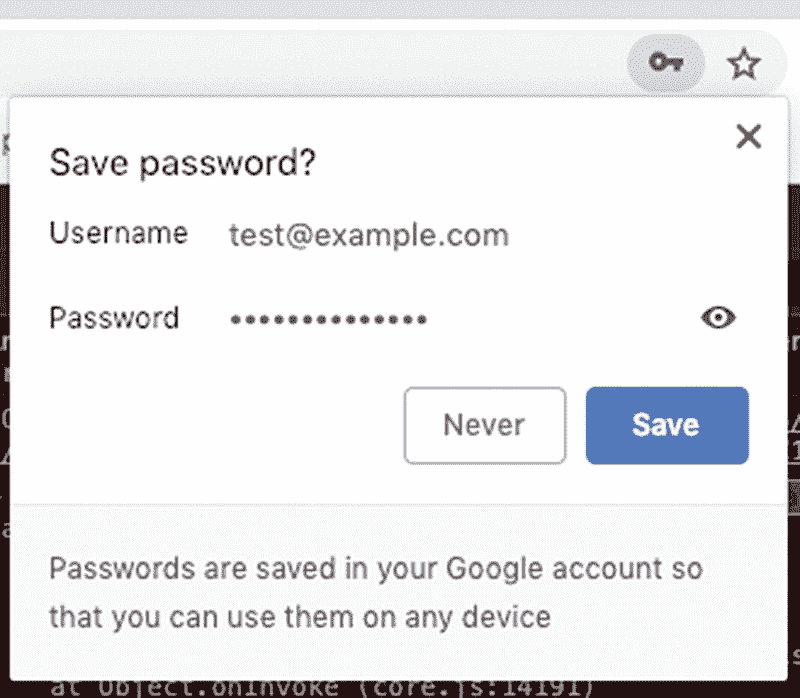 Save password?
Username test@example.com
Password ••••••••••••••
Never Save
Passwords are saved in your Google account so
that you can use them on any device
at Object.onInvoke (core.js:14191)